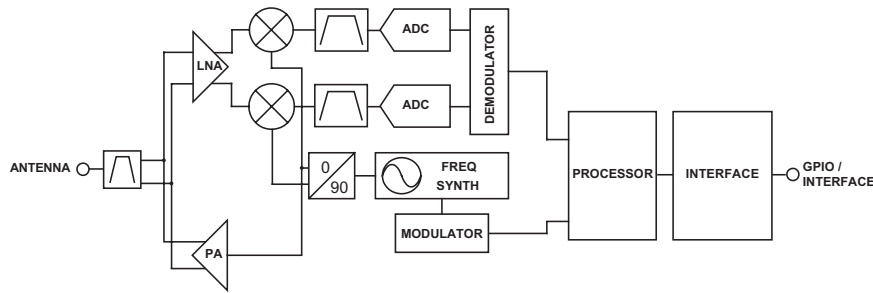 ADC
LNA
DEMODULATOR
ADC
ANTENNA
0
90
FREQ
SYNTH
PROCESSOR
INTERFACE
GPIO /
INTERFACE
MODULATOR
PA